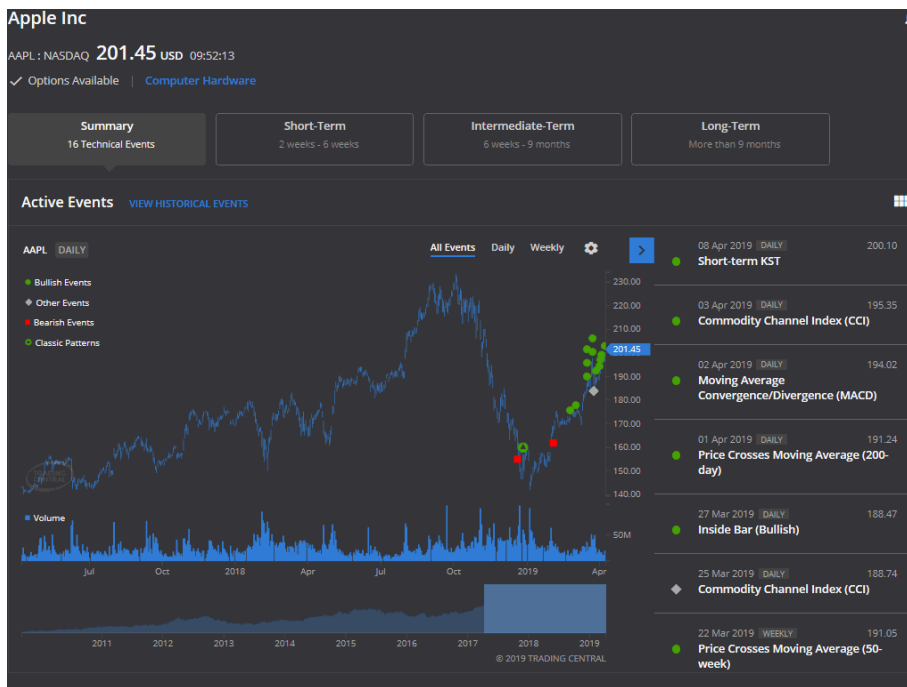 Apple Inc
AAPL : NASDAQ 201.45 USD 09:52:13
Options Available | Computer Hardware
Summary
16 Technical Events
Short-Term
2 weeks - 6 weeks
Intermediate-Term
6 weeks - 9 months
Long-Term
More than 9 months
Active Events VIEW HISTORICAL EVENTS
AAPL DAILY
All Events Daily Weekly
Bullish Events
Other Events
Bearish Events
Classic Patterns
230.00
220.00
210.00
201.45
190.00
180.00
170.00
160.00
150.00
140.00
TRADING
CENTRAL
Volume
50M
Jul Oct 2018 Apr Jul Oct 2019 Apr
2011 2012 2013 2014 2015 2016 2017 2018 2019
© 2019 TRADING CENTRAL
08 Apr 2019 DAILY 200.10
Short-term KST
03 Apr 2019 DAILY 195.35
Commodity Channel Index (CCI)
02 Apr 2019 DAILY 194.02
Moving Average
Convergence/Divergence (MACD)
01 Apr 2019 DAILY 191.24
Price Crosses Moving Average (200-
day)
27 Mar 2019 DAILY 188.47
Inside Bar (Bullish)
25 Mar 2019 DAILY 188.74
Commodity Channel Index (CCI)
22 Mar 2019 WEEKLY 191.05
Price Crosses Moving Average (50-
week)